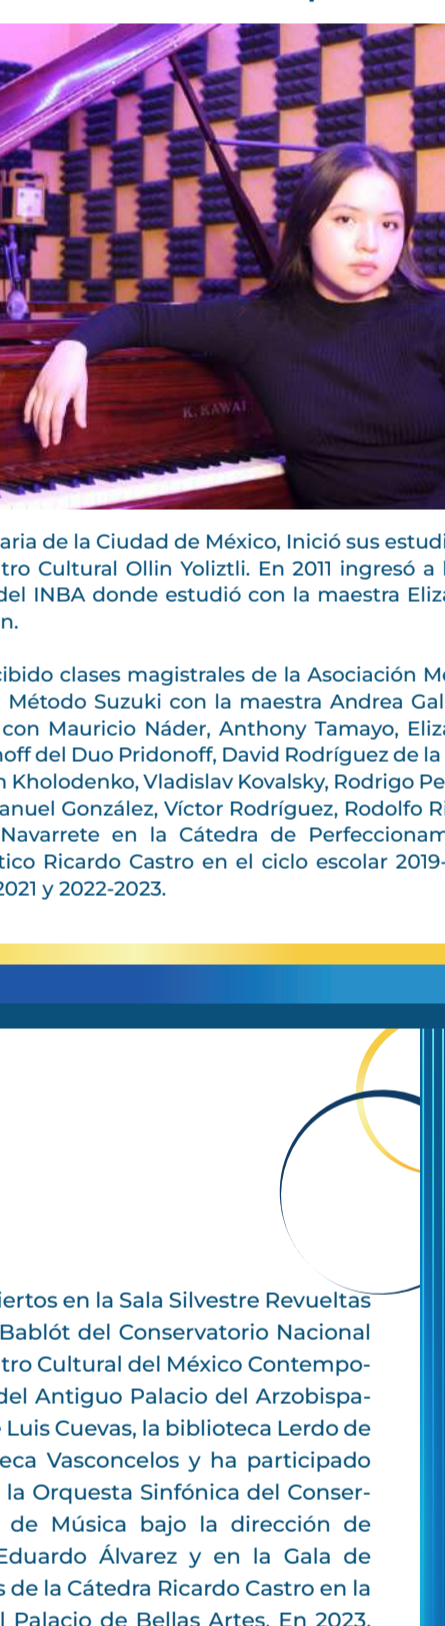 K. KAWAI
aria de la Ciudad de México, Inició sus estudi
tro Cultural Ollin Yoliztli. En 2011 ingresó a l
del INBA donde estudió con la maestra Eliza
n.
cibido clases magistrales de la Asociación Me
Método Suzuki con la maestra Andrea Gal
con Mauricio Náder, Anthony Tamayo, Eliza
noff del Duo Pridonoff, David Rodríguez de la
n Kholodenko, Vladislav Kovalsky, Rodrigo Pe
anuel González, Víctor Rodríguez, Rodolfo Ri
Navarrete en la Cátedra de Perfeccionam
tico Ricardo Castro en el ciclo escolar 2019-
2021 y 2022-2023.
iertos en la Sala Silvestre Revueltas
Bablót del Conservatorio Nacional
tro Cultural del México Contempo-
del Antiguo Palacio del Arzobispa-
Luis Cuevas, la biblioteca Lerdo de
eca Vasconcelos y ha participado
la Orquesta Sinfónica del Conser-
de Música bajo la dirección de
Eduardo Álvarez y en la Gala de
s de la Cátedra Ricardo Castro en la
l Palacio de Bellas Artes. En 2023,